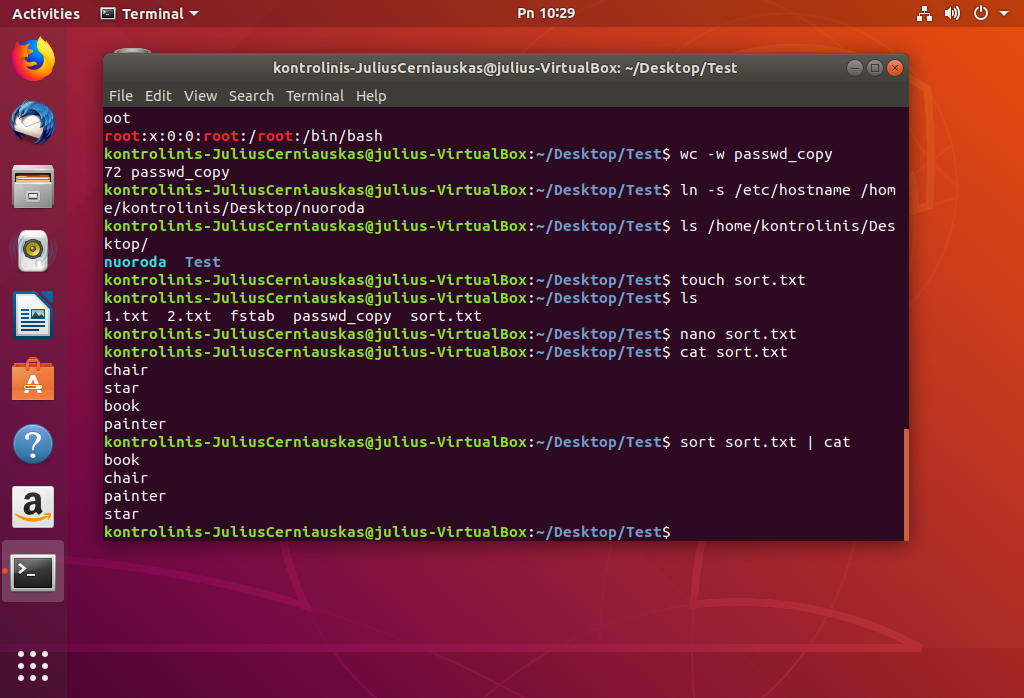 Activities Terminal Pn 10:29
kontrolinis-JuliusCerniauskas@julius-VirtualBox: ~/Desktop/Test
File Edit View Search Terminal Help
oot
root:x:0:0:root:/root:/bin/bash
kontrolinis-JuliusCerniauskas@julius-VirtualBox:~/Desktop/Test$ wc -w passwd_copy
72 passwd_copy
kontrolinis-JuliusCerniauskas@julius-VirtualBox:~/Desktop/Test$ ln -s /etc/hostname /hom
e/kontrolinis/Desktop/nuoroda
kontrolinis-JuliusCerniauskas@julius-VirtualBox:~/Desktop/Test$ ls /home/kontrolinis/Des
ktop/
nuoroda  Test
kontrolinis-JuliusCerniauskas@julius-VirtualBox:~/Desktop/Test$ touch sort.txt
kontrolinis-JuliusCerniauskas@julius-VirtualBox:~/Desktop/Test$ ls
1.txt  2.txt  fstab  passwd_copy  sort.txt
kontrolinis-JuliusCerniauskas@julius-VirtualBox:~/Desktop/Test$ nano sort.txt
kontrolinis-JuliusCerniauskas@julius-VirtualBox:~/Desktop/Test$ cat sort.txt
chair
star
book
painter
kontrolinis-JuliusCerniauskas@julius-VirtualBox:~/Desktop/Test$ sort sort.txt | cat
book
chair
painter
star
kontrolinis-JuliusCerniauskas@julius-VirtualBox:~/Desktop/Test$